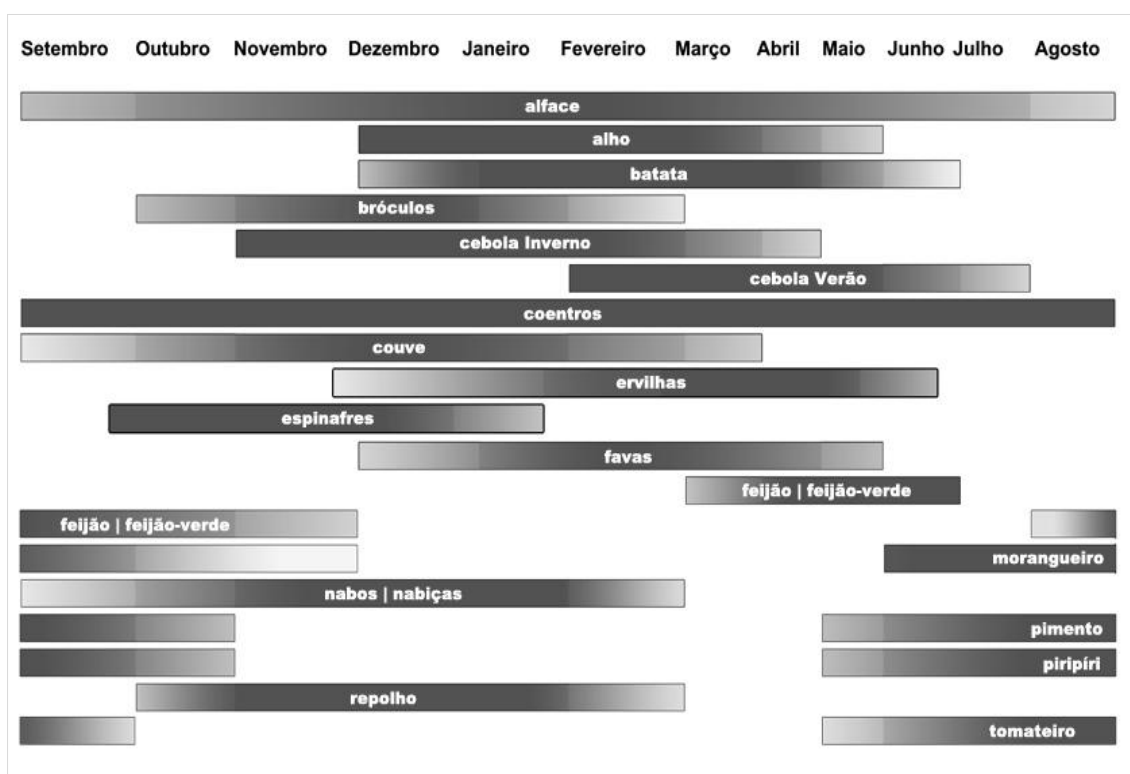 Setembro Outubro Novembro Dezembro Janeiro Fevereiro Março Abril Maio Junho Julho Agosto
alface
alho
batata
bróculos
cebola Inverno
cebola Verão
coentros
couve
ervilhas
espinafres
favas
feijão | feijão-verde
feijão | feijão-verde
morangueiro
nabos | nabiças
pimento
piripíri
repolho
tomateiro